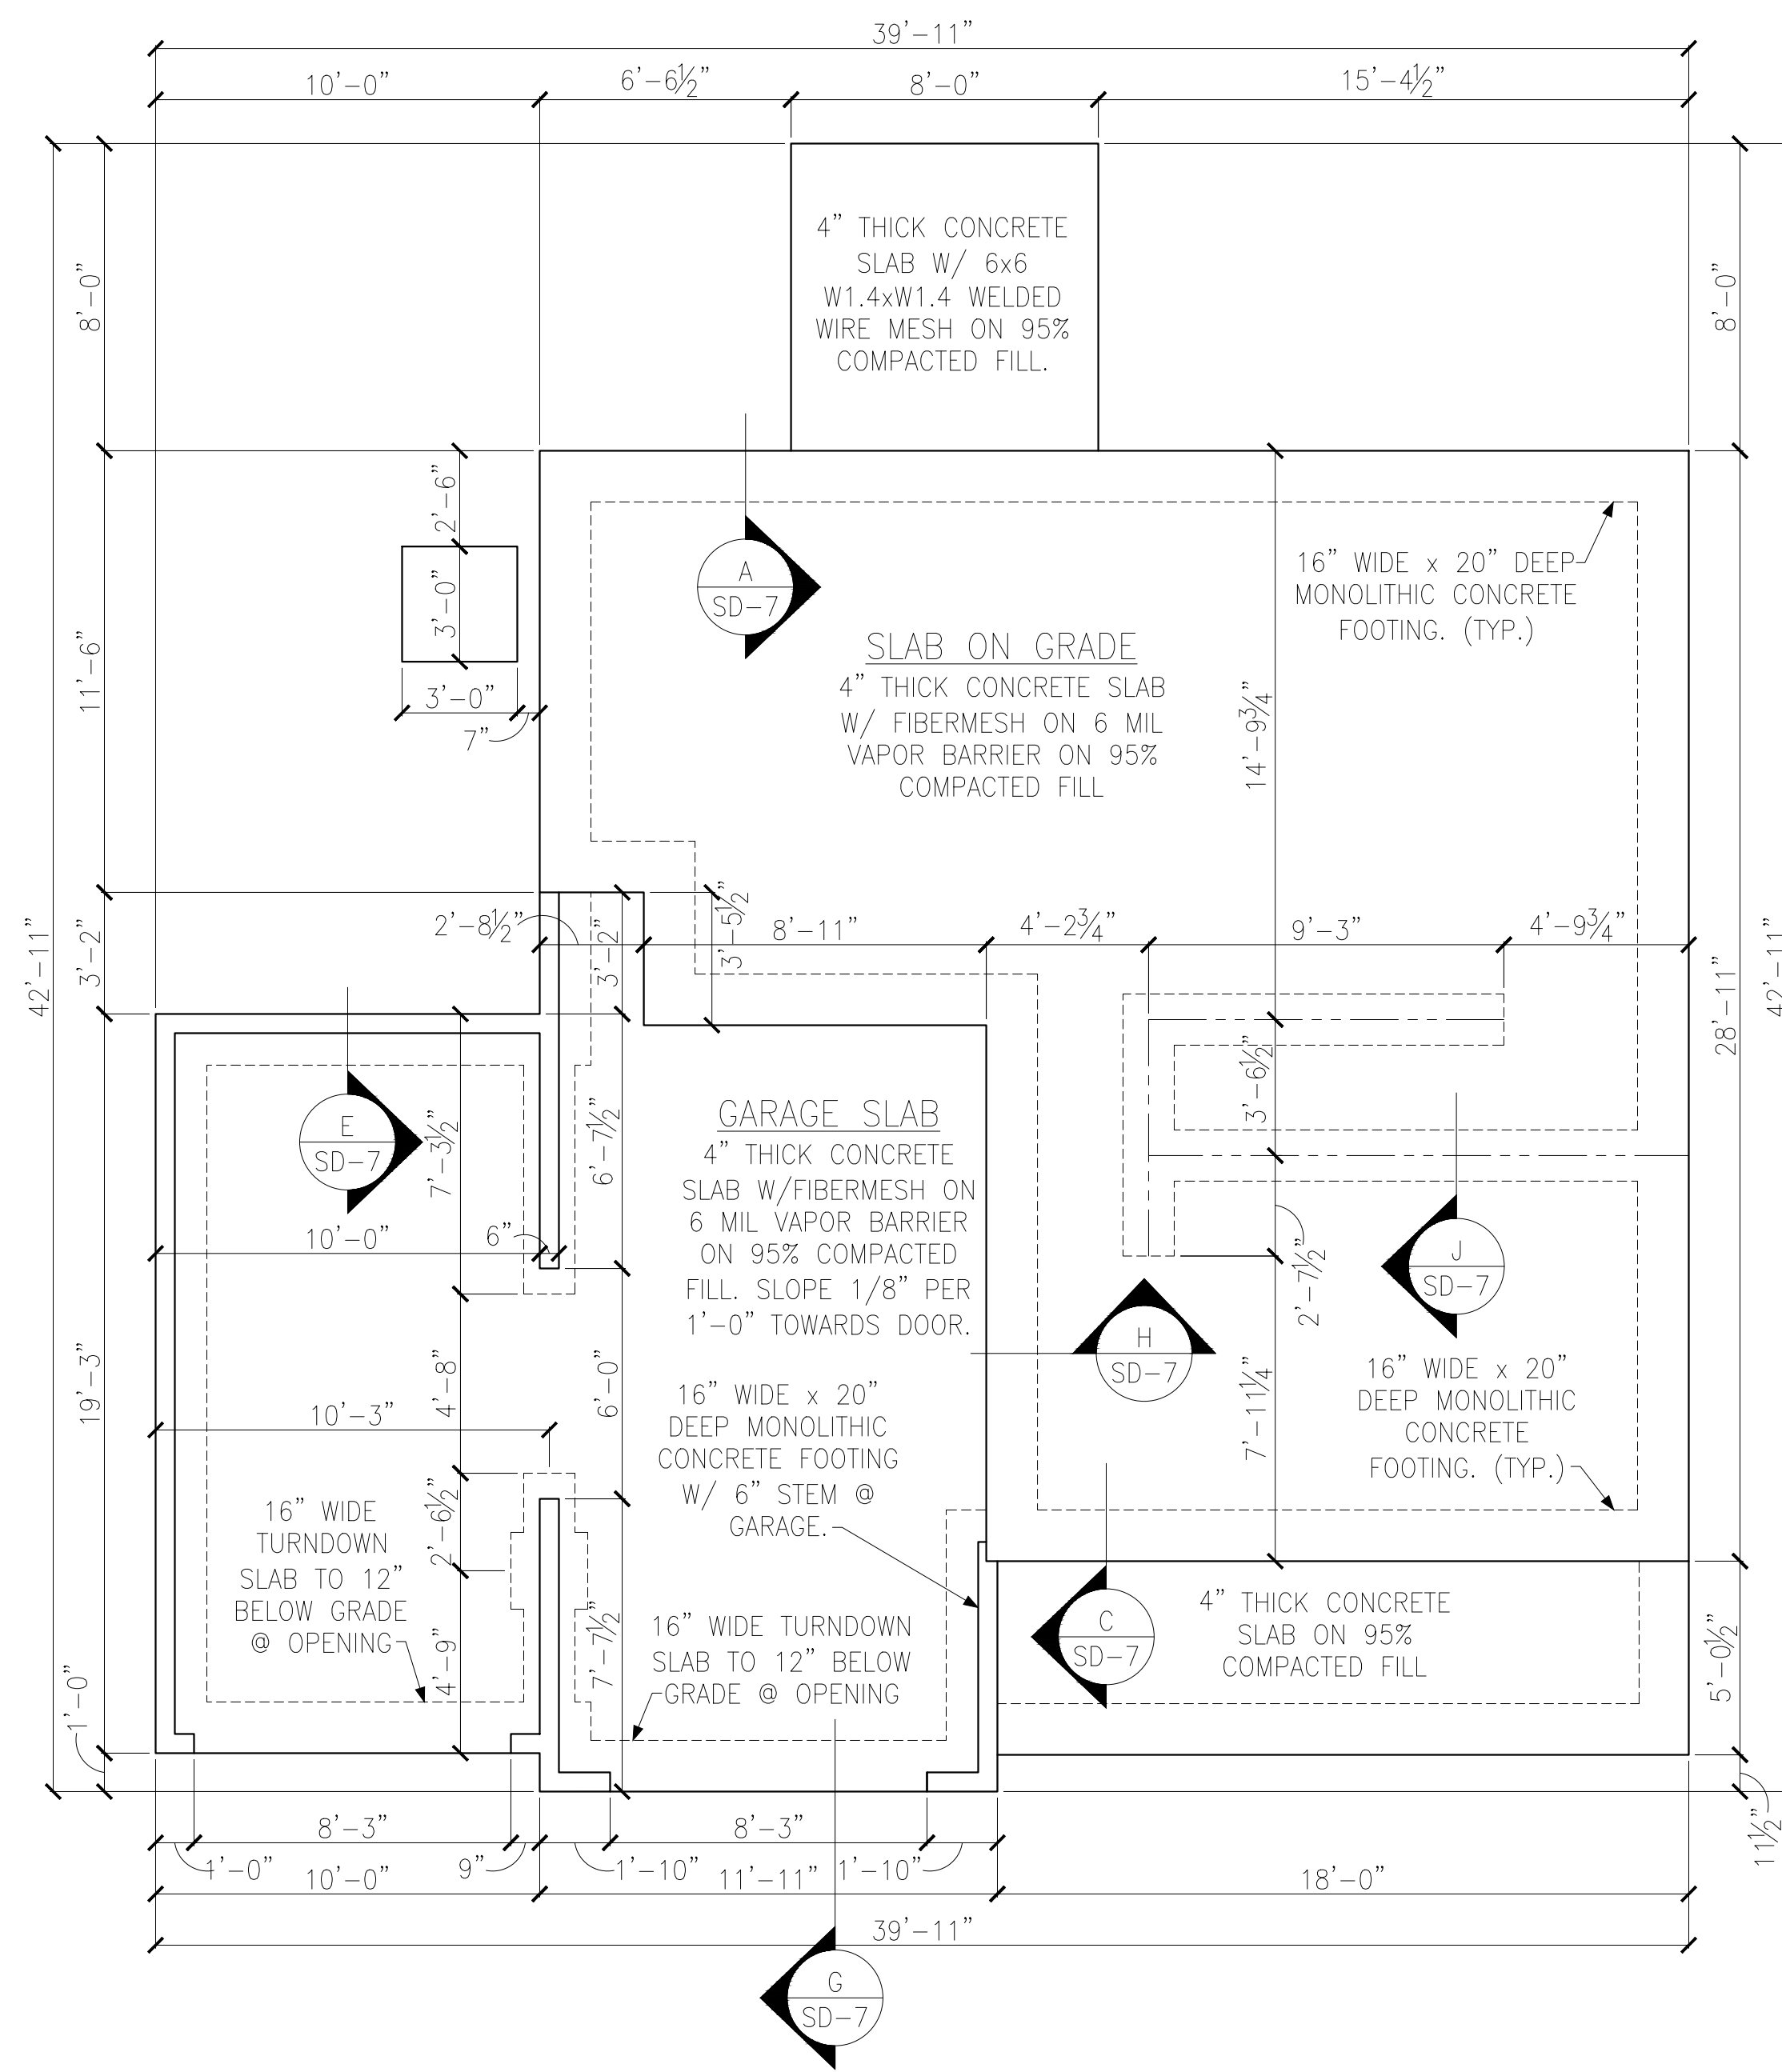 39'-11"
10'-0"
6'-6½"
8'-0"
15'-4½"
4" THICK CONCRETE
SLAB W/ 6x6
W1.4xW1.4 WELDED
WIRE MESH ON 95%
COMPACTED FILL.
8'-0"
8'-0"
2'-6"
3'-0"
3'-0"
7"
11'-6"
A
SD-7
16" WIDE x 20" DEEP
MONOLITHIC CONCRETE
FOOTING. (TYP.)
SLAB ON GRADE
4" THICK CONCRETE SLAB
W/ FIBERMESH ON 6 MIL
VAPOR BARRIER ON 95%
COMPACTED FILL
14'-9¾"
42'-11"
3'-2"
2'-8½"
3'-2"
3'-5½"
8'-11"
4'-2¾"
9'-3"
4'-9¾"
28'-11"
42'-11"
E
SD-7
7'-3½"
6'-7½"
10'-0"
6"
GARAGE SLAB
4" THICK CONCRETE
SLAB W/FIBERMESH ON
6 MIL VAPOR BARRIER
ON 95% COMPACTED
FILL. SLOPE 1/8" PER
1'-0" TOWARDS DOOR.
3'-6½"
2'-7½"
J
SD-7
H
SD-7
19'-3"
4'-8"
6'-0"
10'-3"
16" WIDE x 20"
DEEP MONOLITHIC
CONCRETE FOOTING
W/ 6" STEM @
GARAGE.
7'-11¼"
16" WIDE x 20"
DEEP MONOLITHIC
CONCRETE
FOOTING. (TYP.)
16" WIDE
TURNDOWN
SLAB TO 12"
BELOW GRADE
@ OPENING
2'-6½"
4'-9"
7'-7½"
16" WIDE TURNDOWN
SLAB TO 12" BELOW
GRADE @ OPENING
C
SD-7
4" THICK CONCRETE
SLAB ON 95%
COMPACTED FILL
5'-0½"
1'-0"
11½"
8'-3"
8'-3"
1'-0"
9"
1'-10"
1'-10"
10'-0"
11'-11"
18'-0"
39'-11"
G
SD-7